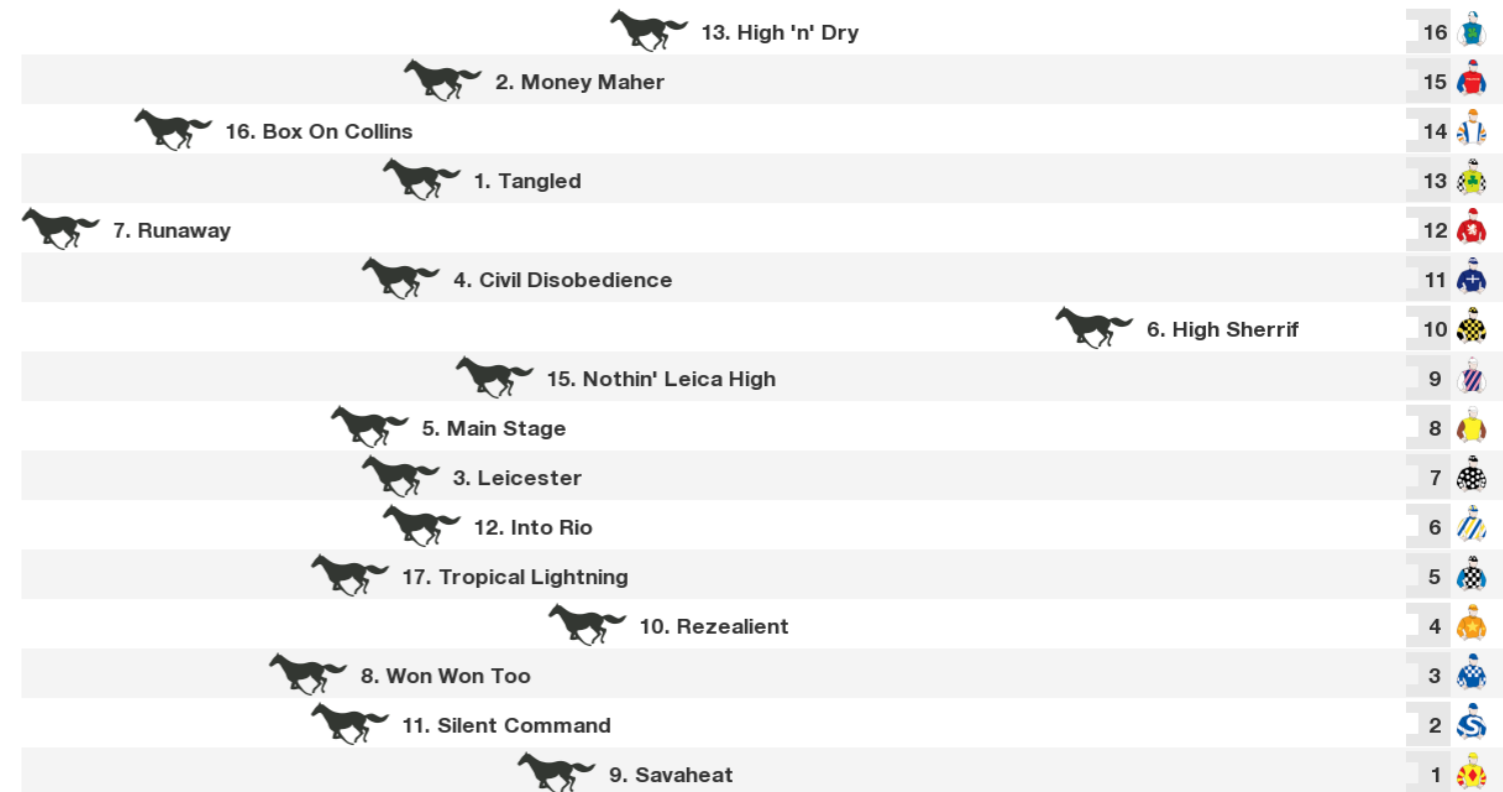 13. High 'n' Dry 16
2. Money Maher 15
16. Box On Collins 14
1. Tangled 13
7. Runaway 12
4. Civil Disobedience 11
6. High Sherrif 10
15. Nothin' Leica High 9
5. Main Stage 8
3. Leicester 7
12. Into Rio 6
17. Tropical Lightning 5
10. Rezealient 4
8. Won Won Too 3
11. Silent Command 2
9. Savaheat 1